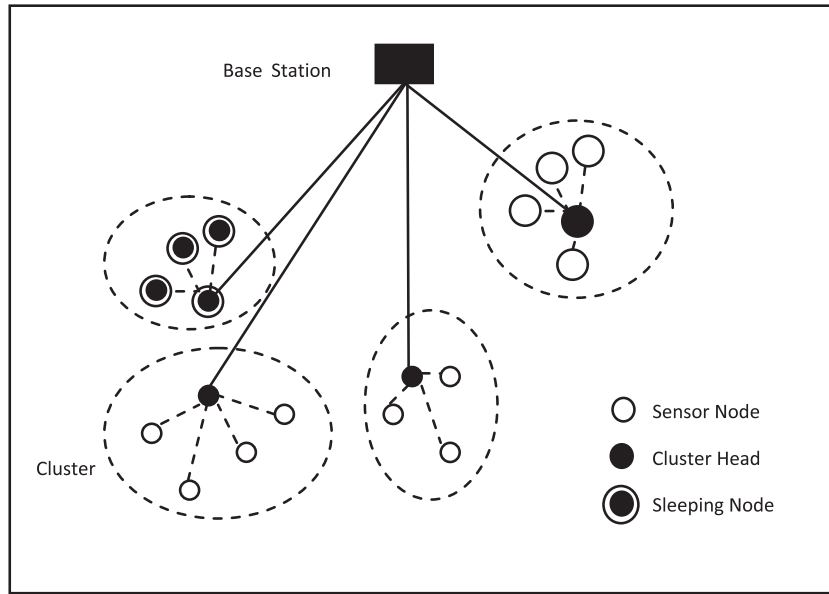 Base Station
Cluster
Sensor Node
Cluster Head
Sleeping Node